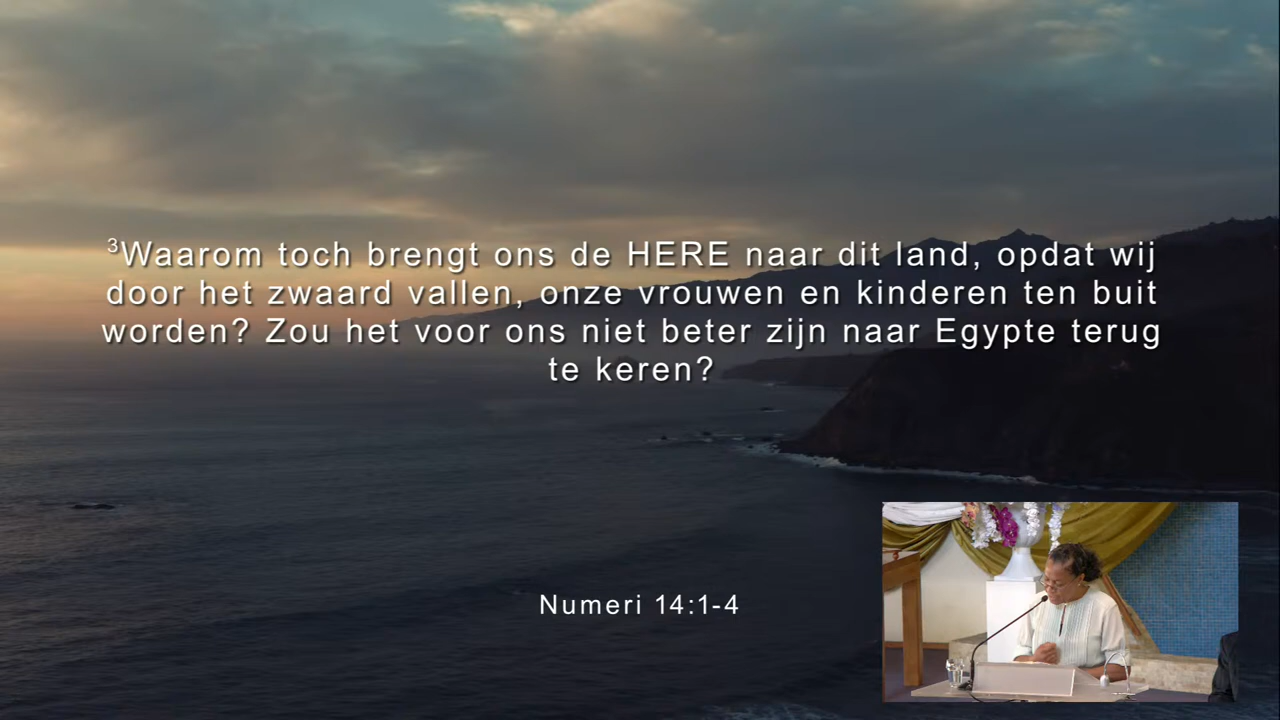 ³Waarom toch brengt ons de HERE naar dit land, opdat wij
door het zwaard vallen, onze vrouwen en kinderen ten buit
worden? Zou het voor ons niet beter zijn naar Egypte terug
te keren?
Numeri 14:1-4